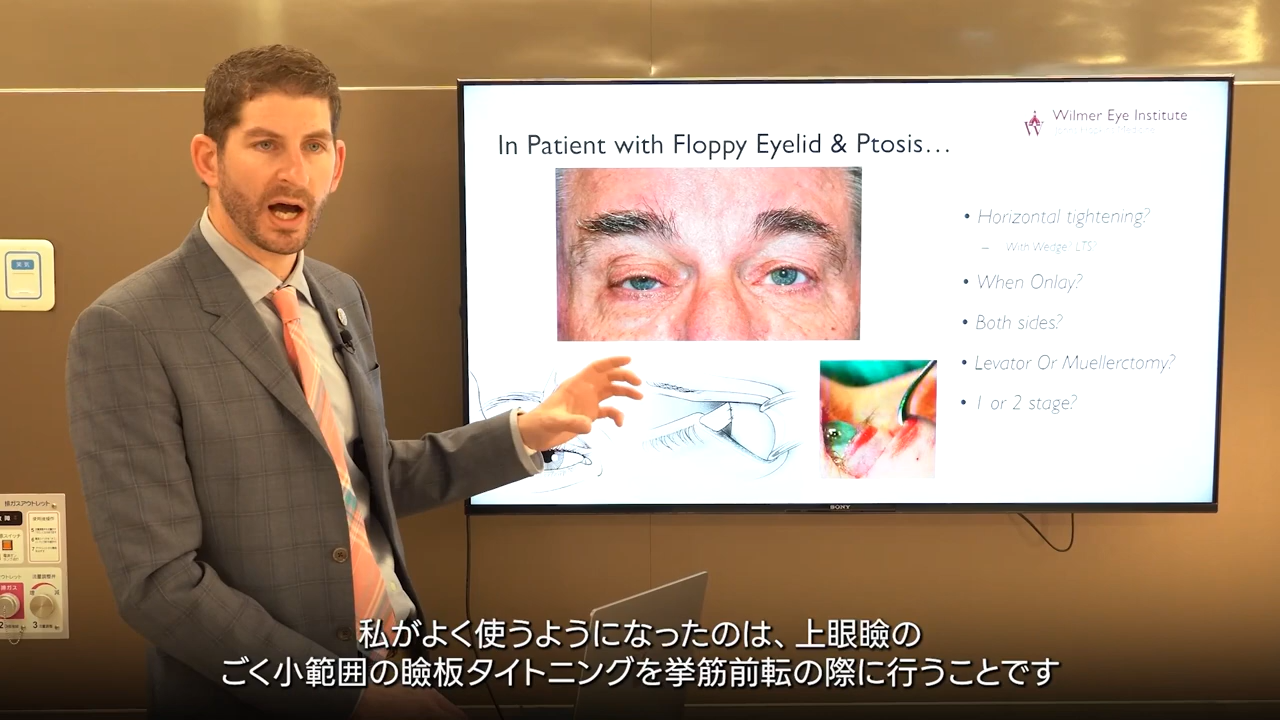 Wilmer Eye Institute
In Patient with Floppy Eyelid & Ptosis…
• Horizontal tightening?
– With Wedge? LTS?
• When Onlay?
• Both sides?
• Levator Or Muellerctomy?
• 1 or 2 stage?
SONY
私がよく使うようになったのは、上眼瞼の
ごく小範囲の瞼板タイトニングを挙筋前転の際に行うことです